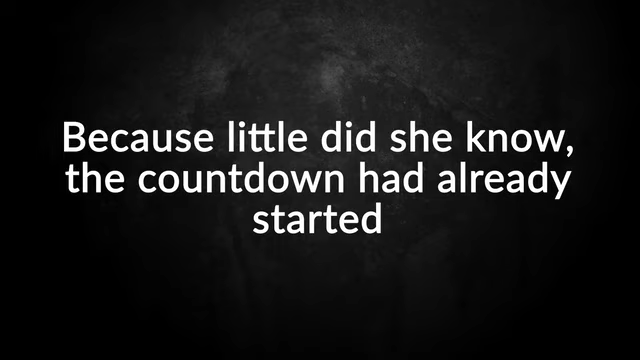 Because little did she know,
the countdown had already
started